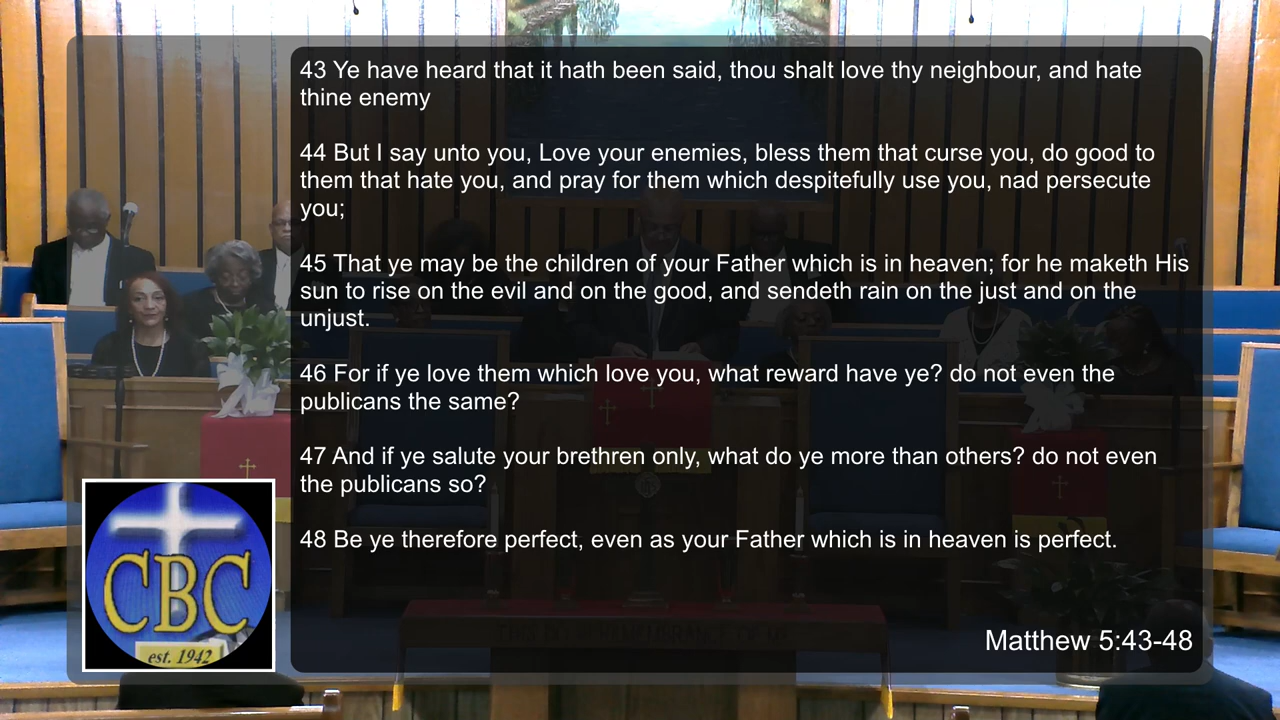 43 Ye have heard that it hath been said, thou shalt love thy neighbour, and hate
thine enemy
44 But I say unto you, Love your enemies, bless them that curse you, do good to
them that hate you, and pray for them which despitefully use you, nad persecute
you;
45 That ye may be the children of your Father which is in heaven; for he maketh His
sun to rise on the evil and on the good, and sendeth rain on the just and on the
unjust.
46 For if ye love them which love you, what reward have ye? do not even the
publicans the same?
47 And if ye salute your brethren only, what do ye more than others? do not even
the publicans so?
48 Be ye therefore perfect, even as your Father which is in heaven is perfect.
Matthew 5:43-48
CBC
est. 1942